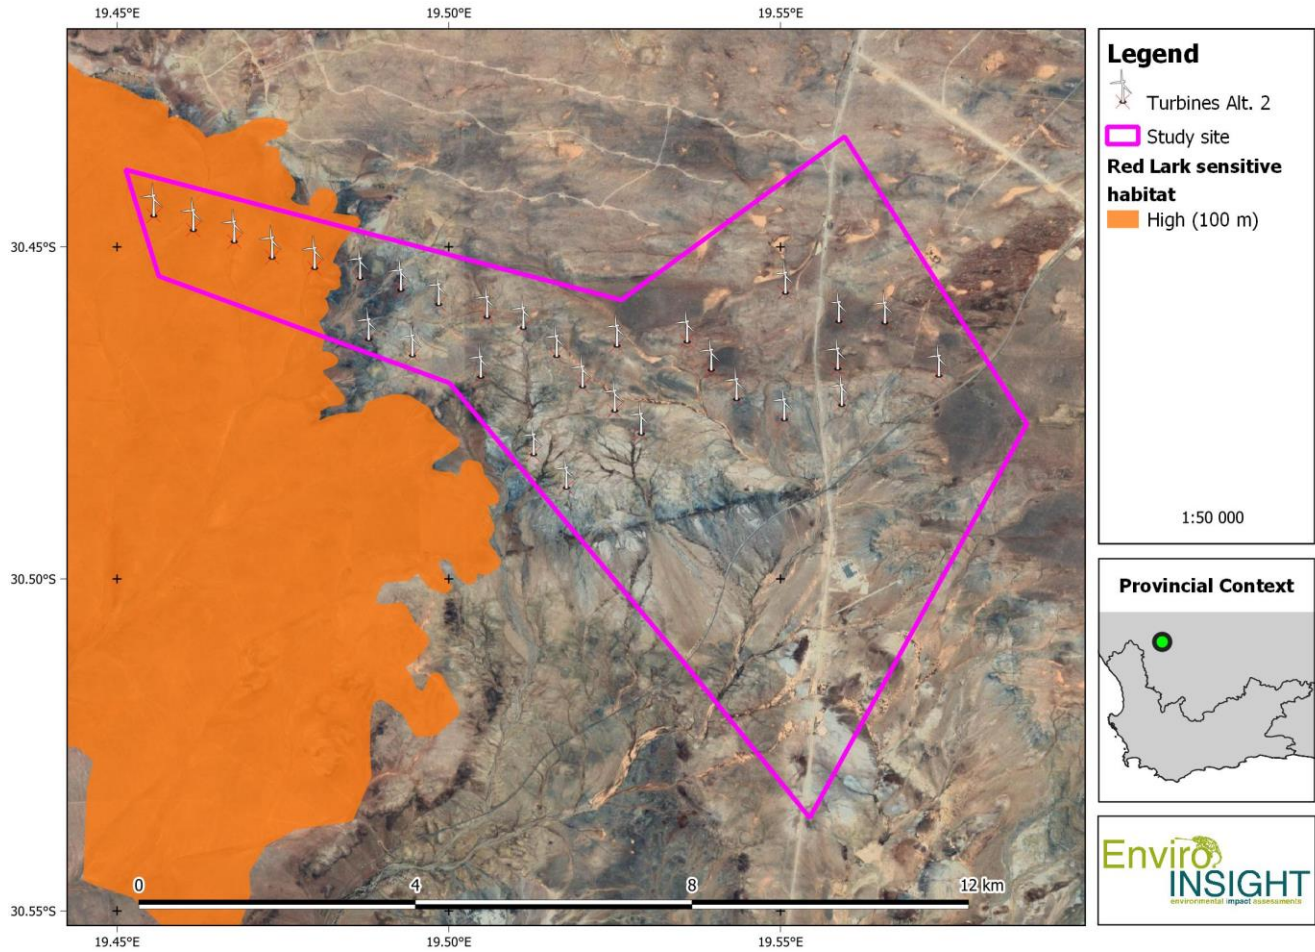 19.45°E 19.50°E 19.55°E
30.45°S
30.50°S
30.55°S
0 4 8 12 km
19.45°E 19.50°E 19.55°E
Legend
Turbines Alt. 2
Study site
Red Lark sensitive
habitat
High (100 m)
1:50 000
Provincial Context
Enviro
INSIGHT
environmental impact assessments